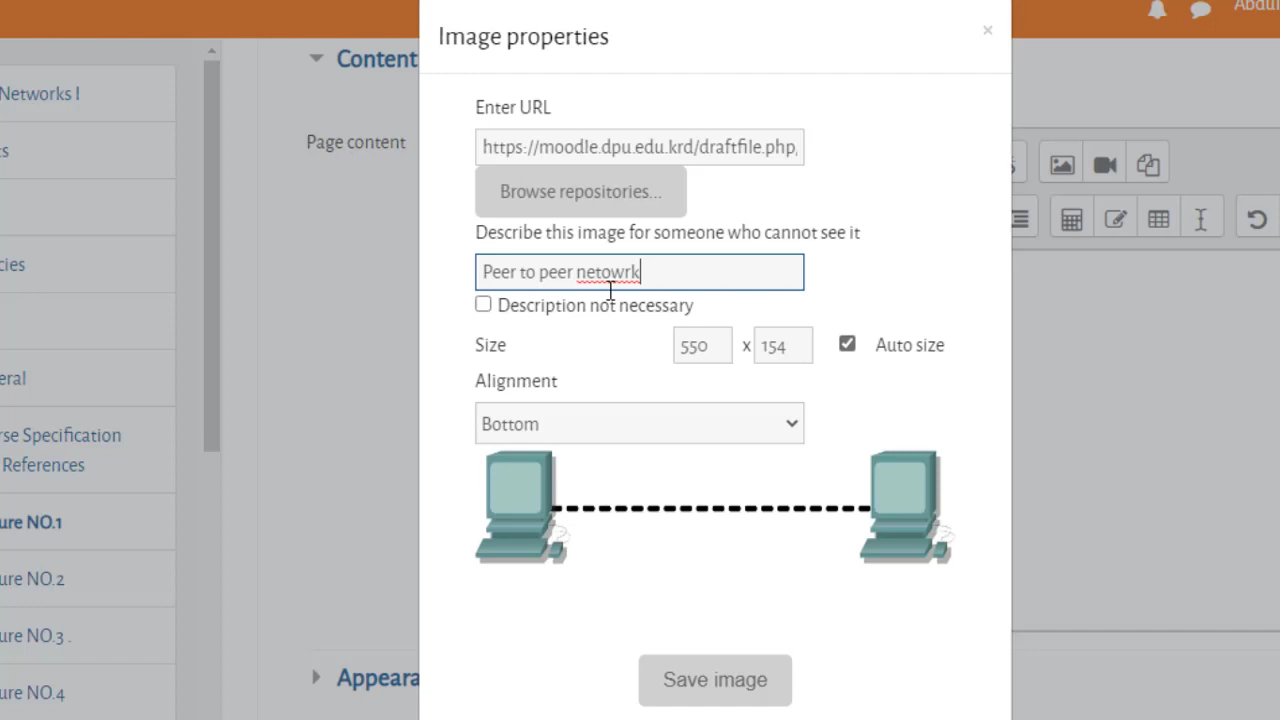 Abdul
Image properties
×
Networks I
Content
Enter URL
Page content
https://moodle.dpu.edu.krd/draftfile.php,
Browse repositories...
Describe this image for someone who cannot see it
cies
Peer to peer netowrk
Description not necessary
Size
550 x 154
Auto size
eral
Alignment
Bottom
rse Specification
References
ure NO.1
ure NO.2
ure NO.3 .
ure NO.4
Appeara
Save image